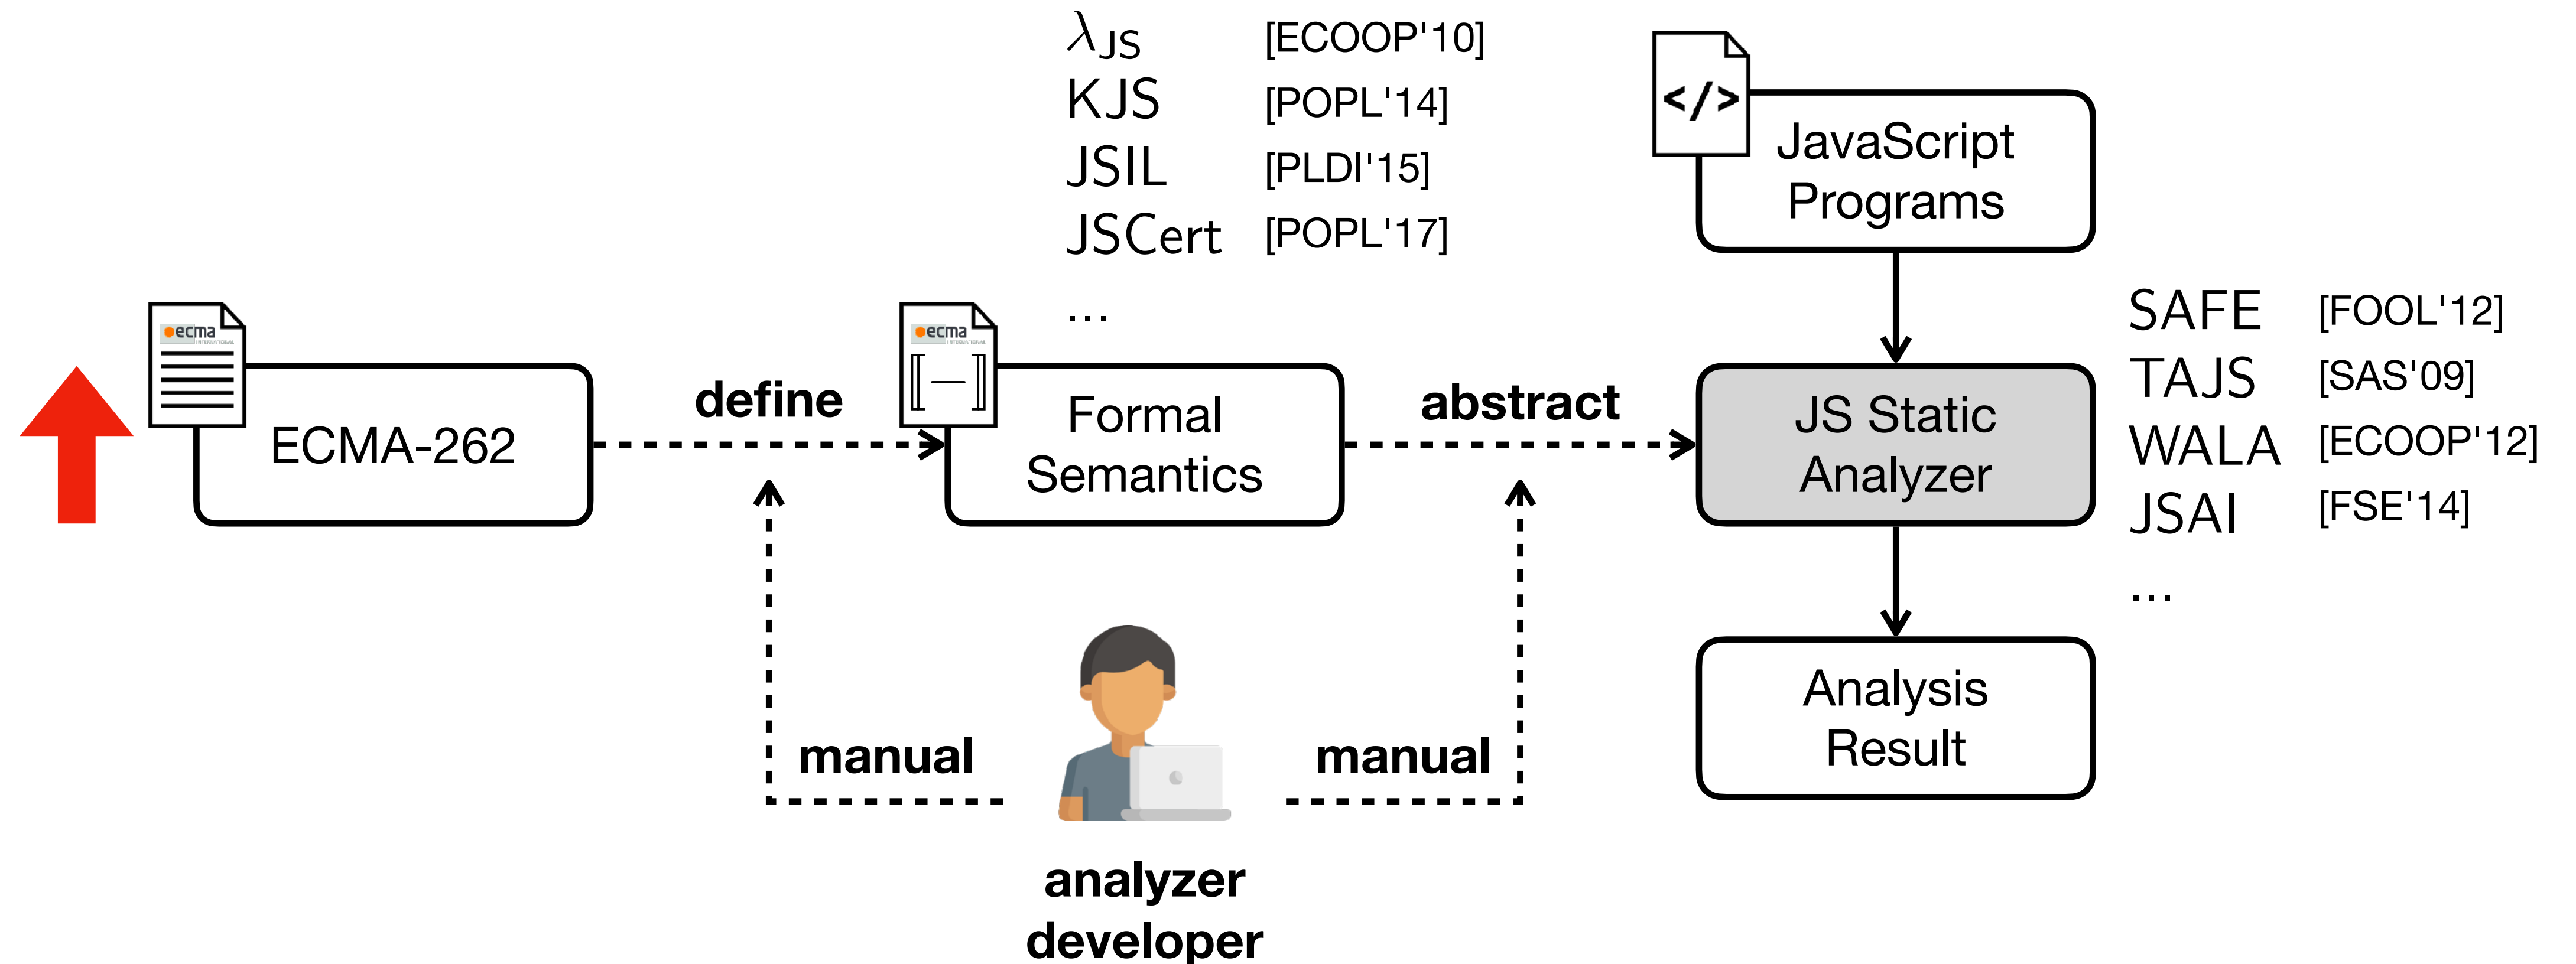 λJS [ECOOP'10]
KJS [POPL'14]
JSIL [PLDI'15]
JSCert [POPL'17]
...
</>
JavaScript
Programs
ecma
ECMA-262
define
ecma
⟦—⟧
Formal
Semantics
abstract
JS Static
Analyzer
SAFE [FOOL'12]
TAJS [SAS'09]
WALA [ECOOP'12]
JSAI [FSE'14]
...
manual
manual
analyzer
developer
Analysis
Result